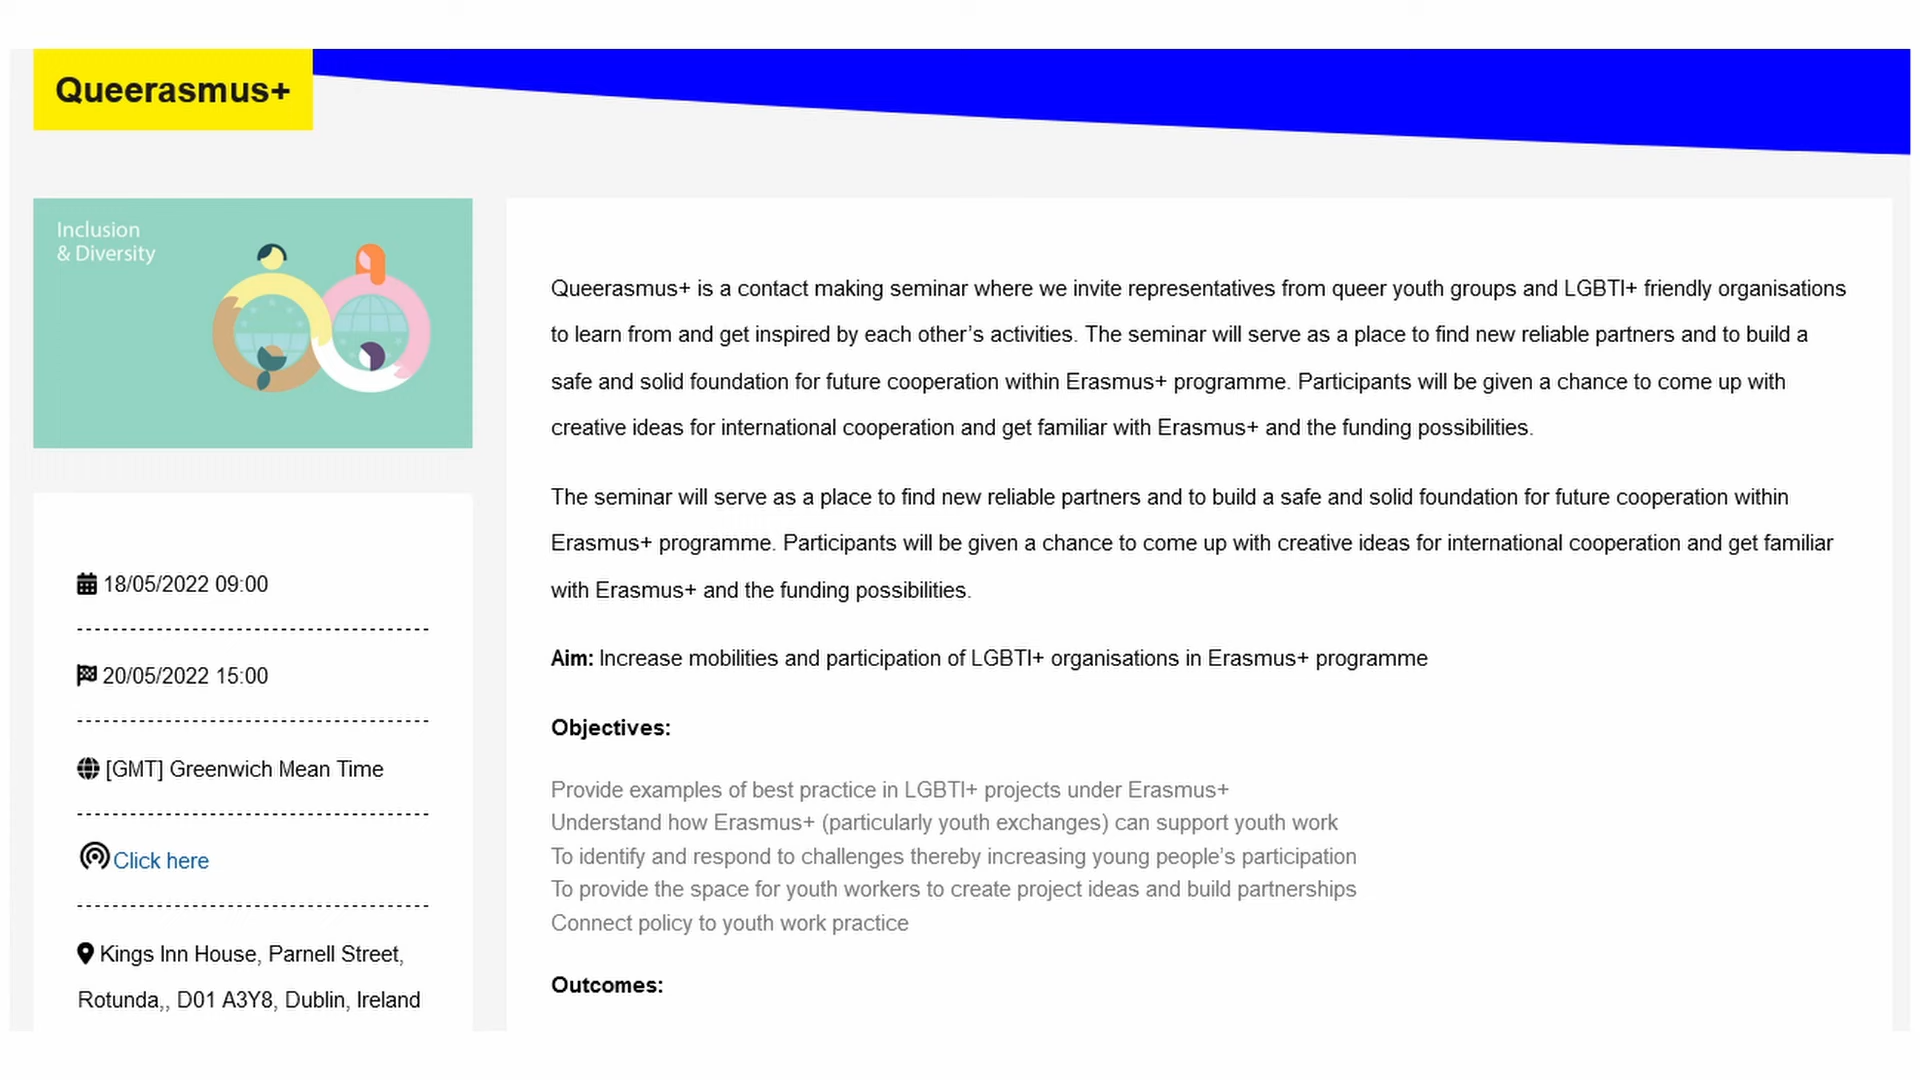 Queerasmus+
Inclusion
& Diversity
18/05/2022 09:00
20/05/2022 15:00
[GMT] Greenwich Mean Time
Click here
Kings Inn House, Parnell Street,
Rotunda,, D01 A3Y8, Dublin, Ireland
Queerasmus+ is a contact making seminar where we invite representatives from queer youth groups and LGBTI+ friendly organisations
to learn from and get inspired by each other’s activities. The seminar will serve as a place to find new reliable partners and to build a
safe and solid foundation for future cooperation within Erasmus+ programme. Participants will be given a chance to come up with
creative ideas for international cooperation and get familiar with Erasmus+ and the funding possibilities.
The seminar will serve as a place to find new reliable partners and to build a safe and solid foundation for future cooperation within
Erasmus+ programme. Participants will be given a chance to come up with creative ideas for international cooperation and get familiar
with Erasmus+ and the funding possibilities.
Aim: Increase mobilities and participation of LGBTI+ organisations in Erasmus+ programme
Objectives:
Provide examples of best practice in LGBTI+ projects under Erasmus+
Understand how Erasmus+ (particularly youth exchanges) can support youth work
To identify and respond to challenges thereby increasing young people’s participation
To provide the space for youth workers to create project ideas and build partnerships
Connect policy to youth work practice
Outcomes: